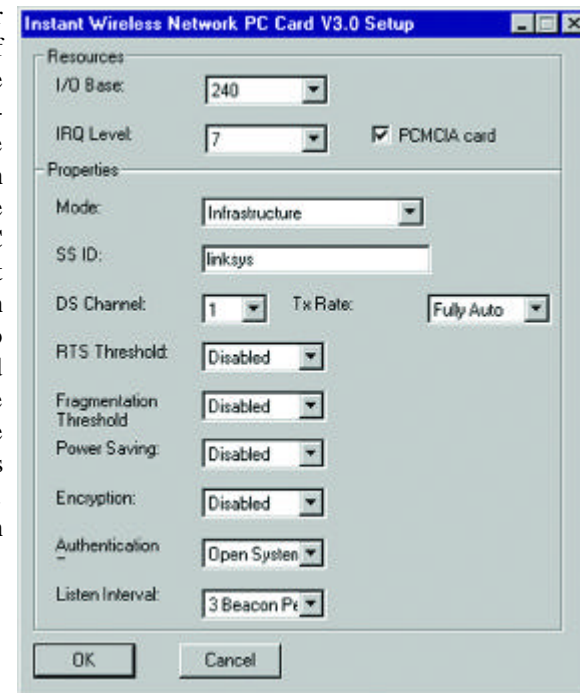 Instant Wireless Network PC Card V3.0 Setup
Resources
I/O Base: 240
IRQ Level: 7 PCMCIA card
Properties
Mode: Infrastructure
SS ID: linksys
DS Channel: 1 Tx Rate: Fully Auto
RTS Threshold: Disabled
Fragmentation
Threshold Disabled
Power Saving: Disabled
Encryption: Disabled
Authentication Open System
Listen Interval: 3 Beacon Pe
OK Cancel